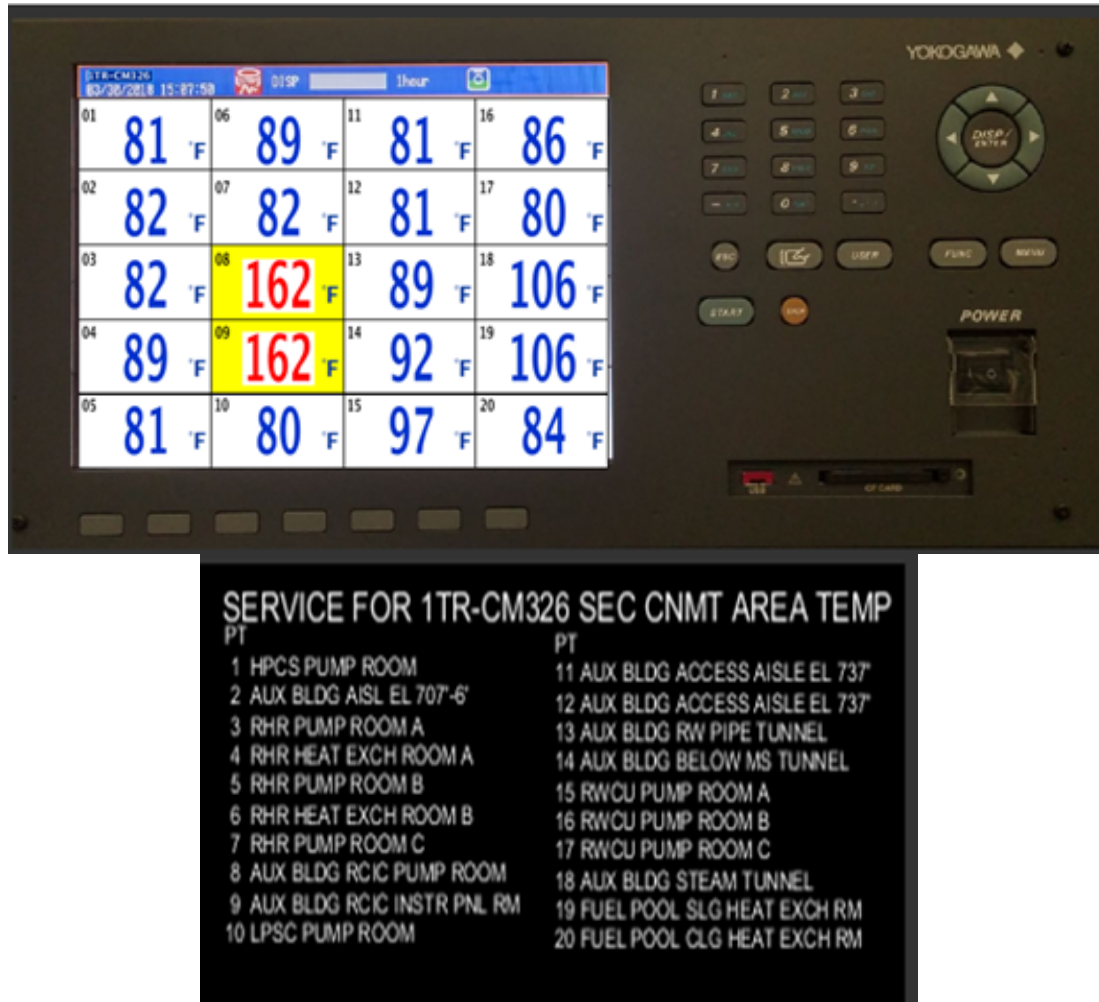 YOKOGAWA
1TR-CM326
03/30/2018 15:07:50 DISP 1hour
01 81 °F 06 89 °F 11 81 °F 16 86 °F
02 82 °F 07 82 °F 12 81 °F 17 80 °F
03 82 °F 08 162 °F 13 89 °F 18 106 °F
04 89 °F 09 162 °F 14 92 °F 19 106 °F
05 81 °F 10 80 °F 15 97 °F 20 84 °F
1 2 3
4 5 6
7 8 9
0
DISP/
ENTER
ESC USER FUNC MENU
START
POWER
USB CF CARD
SERVICE FOR 1TR-CM326 SEC CNMT AREA TEMP
PT
1 HPCS PUMP ROOM
2 AUX BLDG AISL EL 707'-6'
3 RHR PUMP ROOM A
4 RHR HEAT EXCH ROOM A
5 RHR PUMP ROOM B
6 RHR HEAT EXCH ROOM B
7 RHR PUMP ROOM C
8 AUX BLDG RCIC PUMP ROOM
9 AUX BLDG RCIC INSTR PNL RM
10 LPSC PUMP ROOM
PT
11 AUX BLDG ACCESS AISLE EL 737'
12 AUX BLDG ACCESS AISLE EL 737'
13 AUX BLDG RW PIPE TUNNEL
14 AUX BLDG BELOW MS TUNNEL
15 RWCU PUMP ROOM A
16 RWCU PUMP ROOM B
17 RWCU PUMP ROOM C
18 AUX BLDG STEAM TUNNEL
19 FUEL POOL SLG HEAT EXCH RM
20 FUEL POOL CLG HEAT EXCH RM